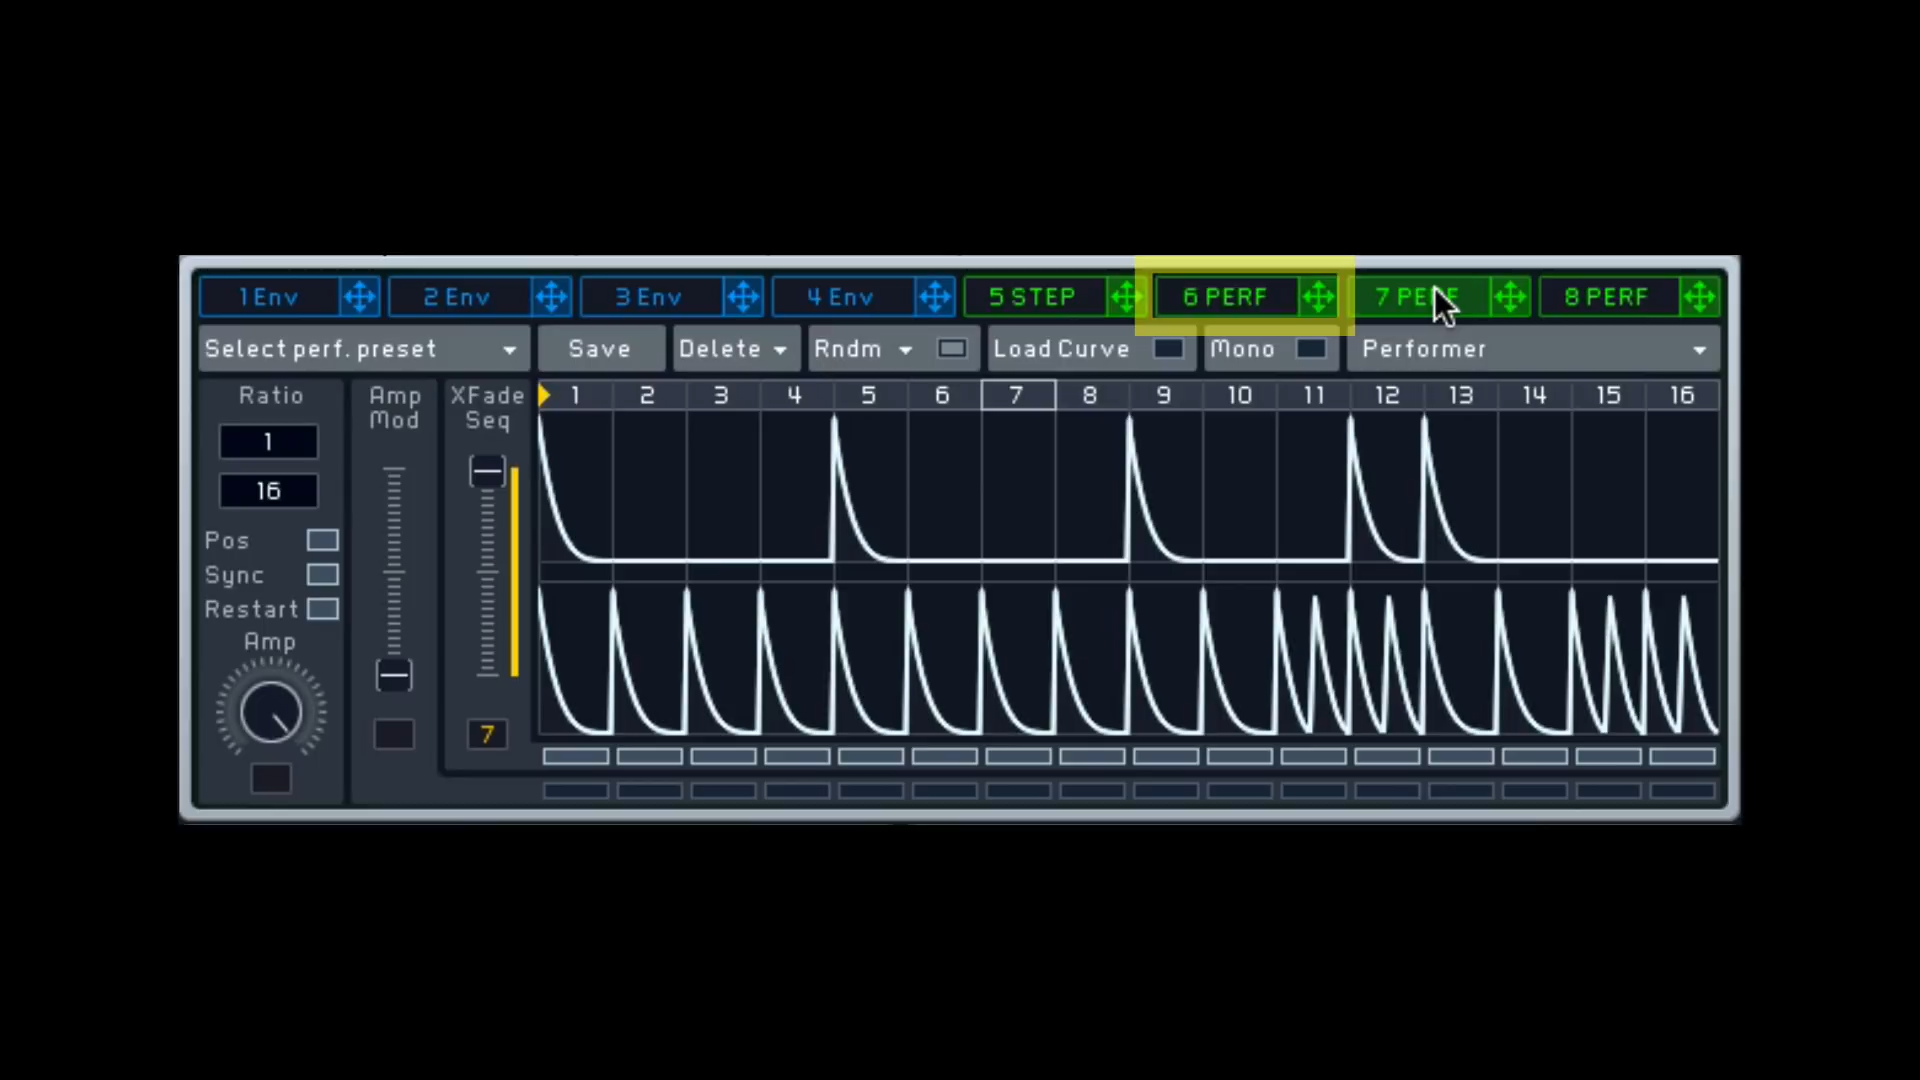 1 Env 2 Env 3 Env 4 Env 5 STEP 6 PERF 7 PERF 8 PERF
Select perf. preset Save Delete Rndm Load Curve Mono Performer
Ratio Amp Mod XFade Seq 1 2 3 4 5 6 7 8 9 10 11 12 13 14 15 16
1
16
Pos
Sync
Restart
Amp
7